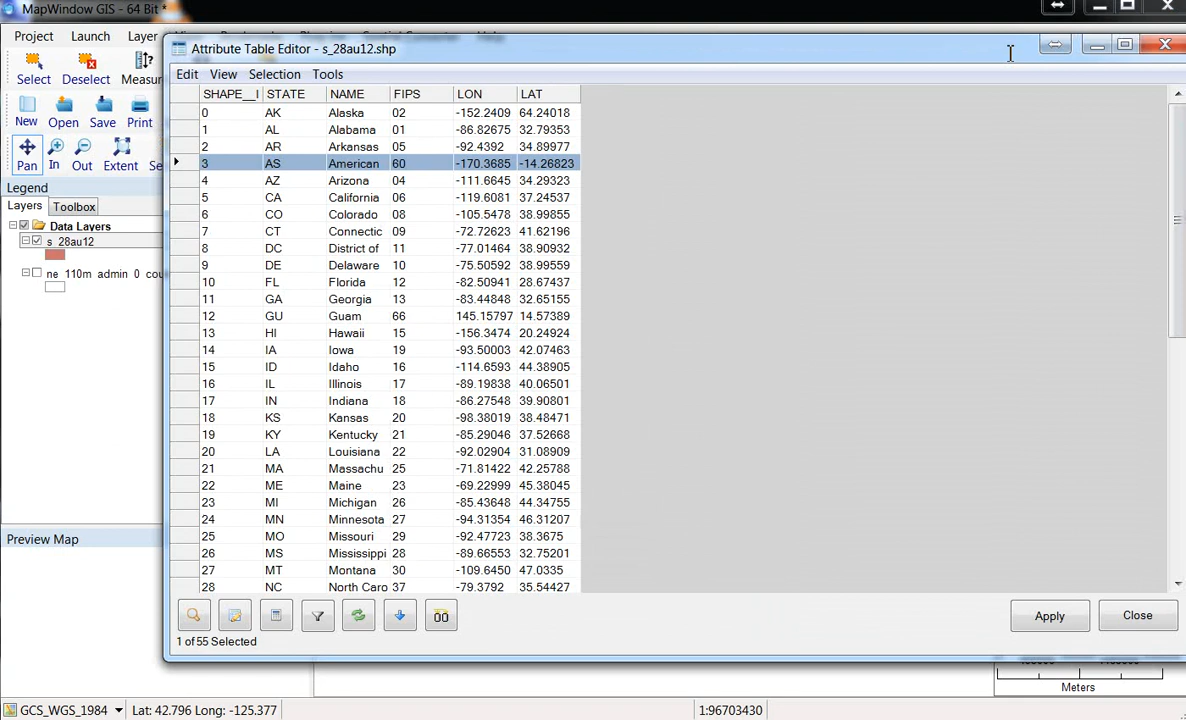 MapWindow GIS - 64 Bit *
Project Launch Layer
Attribute Table Editor - s_28au12.shp
Select Deselect Measur
Edit View Selection Tools
New Open Save Print
Pan In Out Extent Se
Legend
Layers Toolbox
Data Layers
s_28au12
ne_110m_admin_0_cou
SHAPE__I STATE NAME FIPS LON LAT
0 AK Alaska 02 -152.2409 64.24018
1 AL Alabama 01 -86.82675 32.79353
2 AR Arkansas 05 -92.4392 34.89977
3 AS American 60 -170.3685 -14.26823
4 AZ Arizona 04 -111.6645 34.29323
5 CA California 06 -119.6081 37.24537
6 CO Colorado 08 -105.5478 38.99855
7 CT Connectic 09 -72.72623 41.62196
8 DC District of 11 -77.01464 38.90932
9 DE Delaware 10 -75.50592 38.99559
10 FL Florida 12 -82.50941 28.67437
11 GA Georgia 13 -83.44848 32.65155
12 GU Guam 66 145.15797 14.57389
13 HI Hawaii 15 -156.3474 20.24924
14 IA Iowa 19 -93.50003 42.07463
15 ID Idaho 16 -114.6593 44.38905
16 IL Illinois 17 -89.19838 40.06501
17 IN Indiana 18 -86.27548 39.90801
18 KS Kansas 20 -98.38019 38.48471
19 KY Kentucky 21 -85.29046 37.52668
20 LA Louisiana 22 -92.02904 31.08909
21 MA Massachu 25 -71.81422 42.25788
22 ME Maine 23 -69.22999 45.38045
23 MI Michigan 26 -85.43648 44.34755
24 MN Minnesota 27 -94.31354 46.31207
25 MO Missouri 29 -92.47723 38.3675
26 MS Mississippi 28 -89.66553 32.75201
27 MT Montana 30 -109.6450 47.0335
28 NC North Caro 37 -79.3792 35.54427
Preview Map
Apply Close
1 of 55 Selected
Meters
GCS_WGS_1984 Lat: 42.796 Long: -125.377 1:96703430